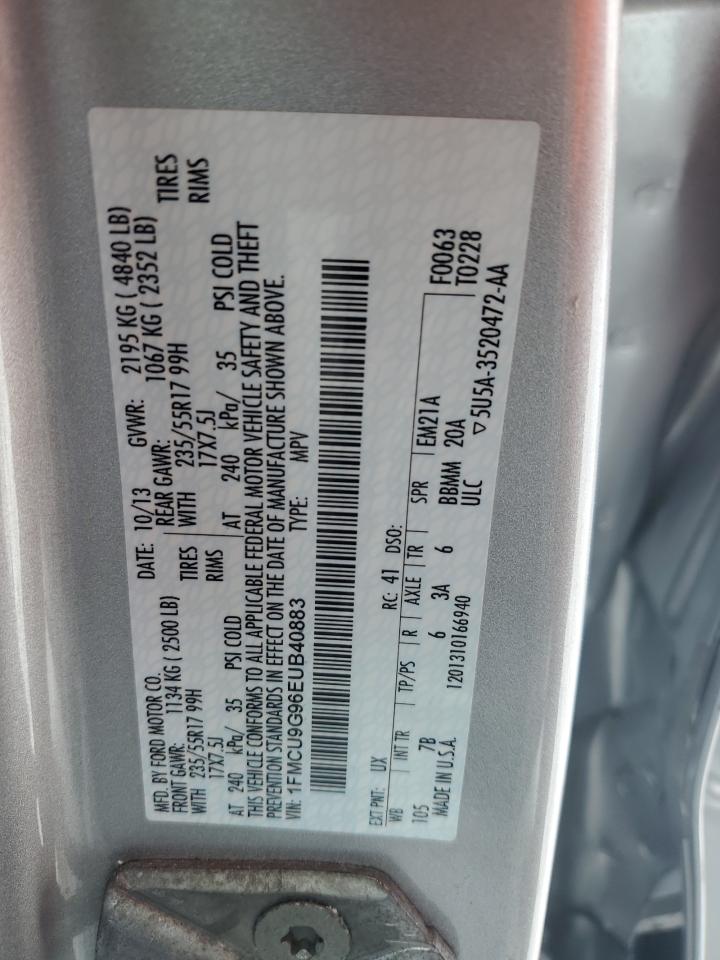 MFD. BY FORD MOTOR CO.
DATE: 10/13 GVWR: 2195 KG ( 4840 LB)
FRONT GAWR: 1134 KG ( 2500 LB)
REAR GAWR: 1067 KG ( 2352 LB)
WITH 235/55R17 99H TIRES
WITH 235/55R17 99H TIRES
17X7.5J RIMS
17X7.5J RIMS
AT 240 kPa/ 35 PSI COLD
AT 240 kPa/ 35 PSI COLD
THIS VEHICLE CONFORMS TO ALL APPLICABLE FEDERAL MOTOR VEHICLE SAFETY AND THEFT
PREVENTION STANDARDS IN EFFECT ON THE DATE OF MANUFACTURE SHOWN ABOVE.
VIN: 1FMCU9G96EUB40883 TYPE: MPV
EXT PNT: UX RC: 41 DSO: F0063
WB INT TR TP/PS R AXLE TR SPR EM21A T0228
105 7B 6 3A 6 BBMM 20A
MADE IN U.S.A. 1201310166940 ULC ▽5U5A-3520472-AA